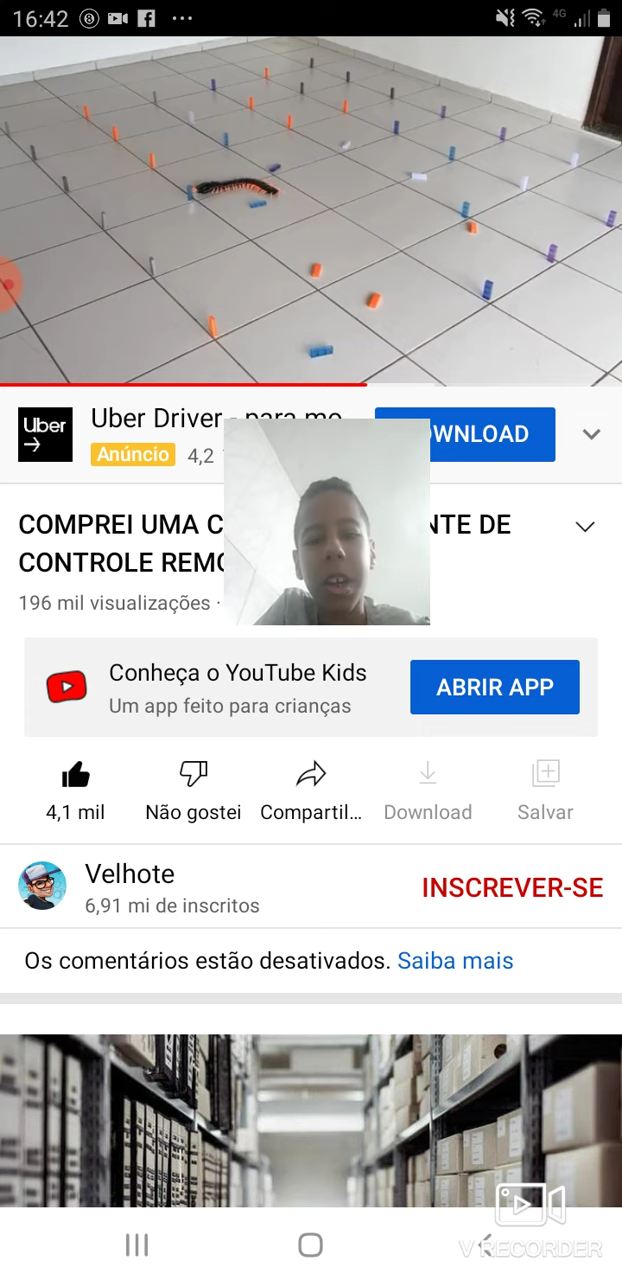 16:42
4G
Uber
Uber Driver - para mo
Anúncio 4,2
WNLOAD
COMPREI UMA C NTE DE
CONTROLE REMO
196 mil visualizações ·
Conheça o YouTube Kids
Um app feito para crianças
ABRIR APP
4,1 mil Não gostei Compartil... Download Salvar
Velhote
6,91 mi de inscritos
INSCREVER-SE
Os comentários estão desativados. Saiba mais
V RECORDER